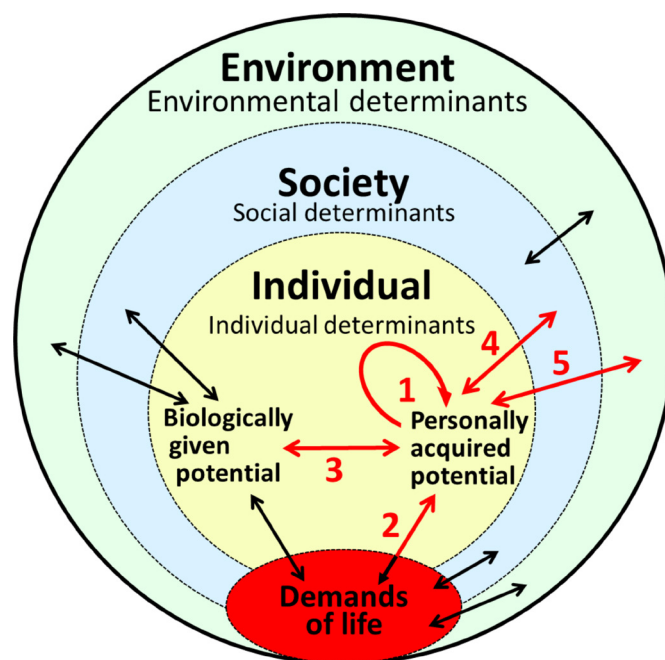 Environment
Environmental determinants
Society
Social determinants
Individual
Individual determinants
4
5
1
Biologically
given
potential
Personally
acquired
potential
3
2
Demands
of life